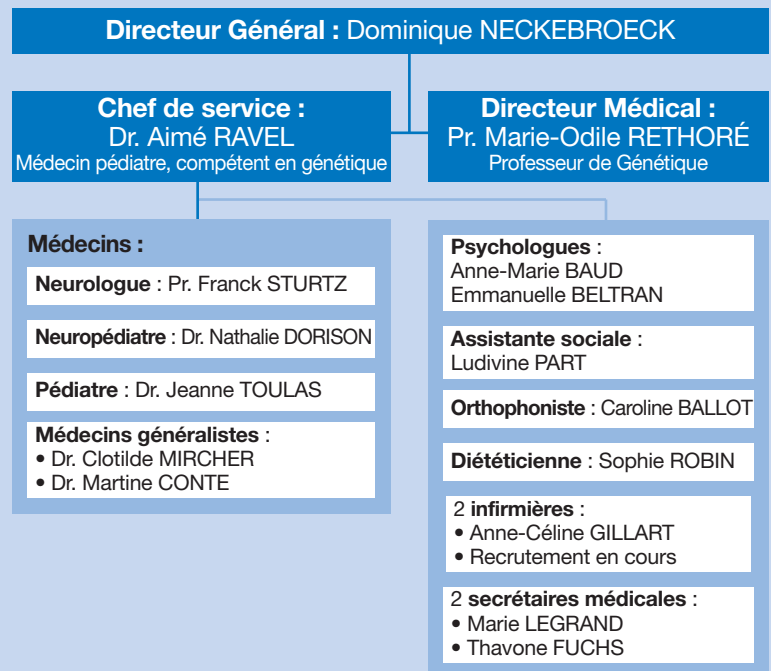 Directeur Général : Dominique NECKEBROECK
Chef de service :
Dr. Aimé RAVEL
Médecin pédiatre, compétent en génétique
Directeur Médical :
Pr. Marie-Odile RETHORÉ
Professeur de Génétique
Médecins :
Neurologue : Pr. Franck STURTZ
Neuropédiatre : Dr. Nathalie DORISON
Pédiatre : Dr. Jeanne TOULAS
Médecins généralistes :
• Dr. Clotilde MIRCHER
• Dr. Martine CONTE
Psychologues :
Anne-Marie BAUD
Emmanuelle BELTRAN
Assistante sociale :
Ludivine PART
Orthophoniste : Caroline BALLOT
Diététicienne : Sophie ROBIN
2 infirmières :
• Anne-Céline GILLART
• Recrutement en cours
2 secrétaires médicales :
• Marie LEGRAND
• Thavone FUCHS